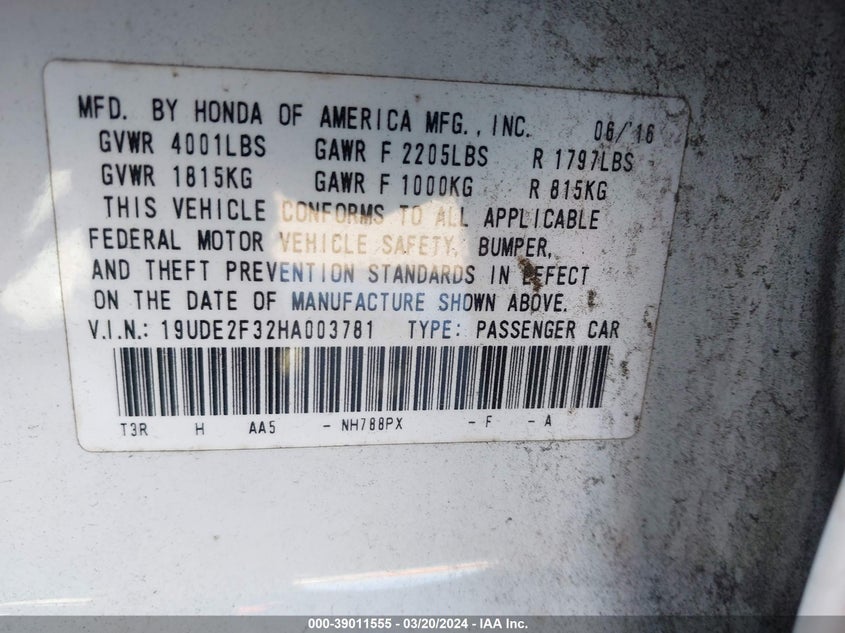 MFD. BY HONDA OF AMERICA MFG., INC. 06/'16
GVWR 4001LBS GAWR F 2205LBS R 1797LBS
GVWR 1815KG GAWR F 1000KG R 815KG
THIS VEHICLE CONFORMS TO ALL APPLICABLE
FEDERAL MOTOR VEHICLE SAFETY, BUMPER,
AND THEFT PREVENTION STANDARDS IN EFFECT
ON THE DATE OF MANUFACTURE SHOWN ABOVE.
V.I.N.: 19UDE2F32HA003781 TYPE: PASSENGER CAR
T3R H AA5 - NH788PX - F - A
000-39011555 - 03/20/2024 - IAA Inc.